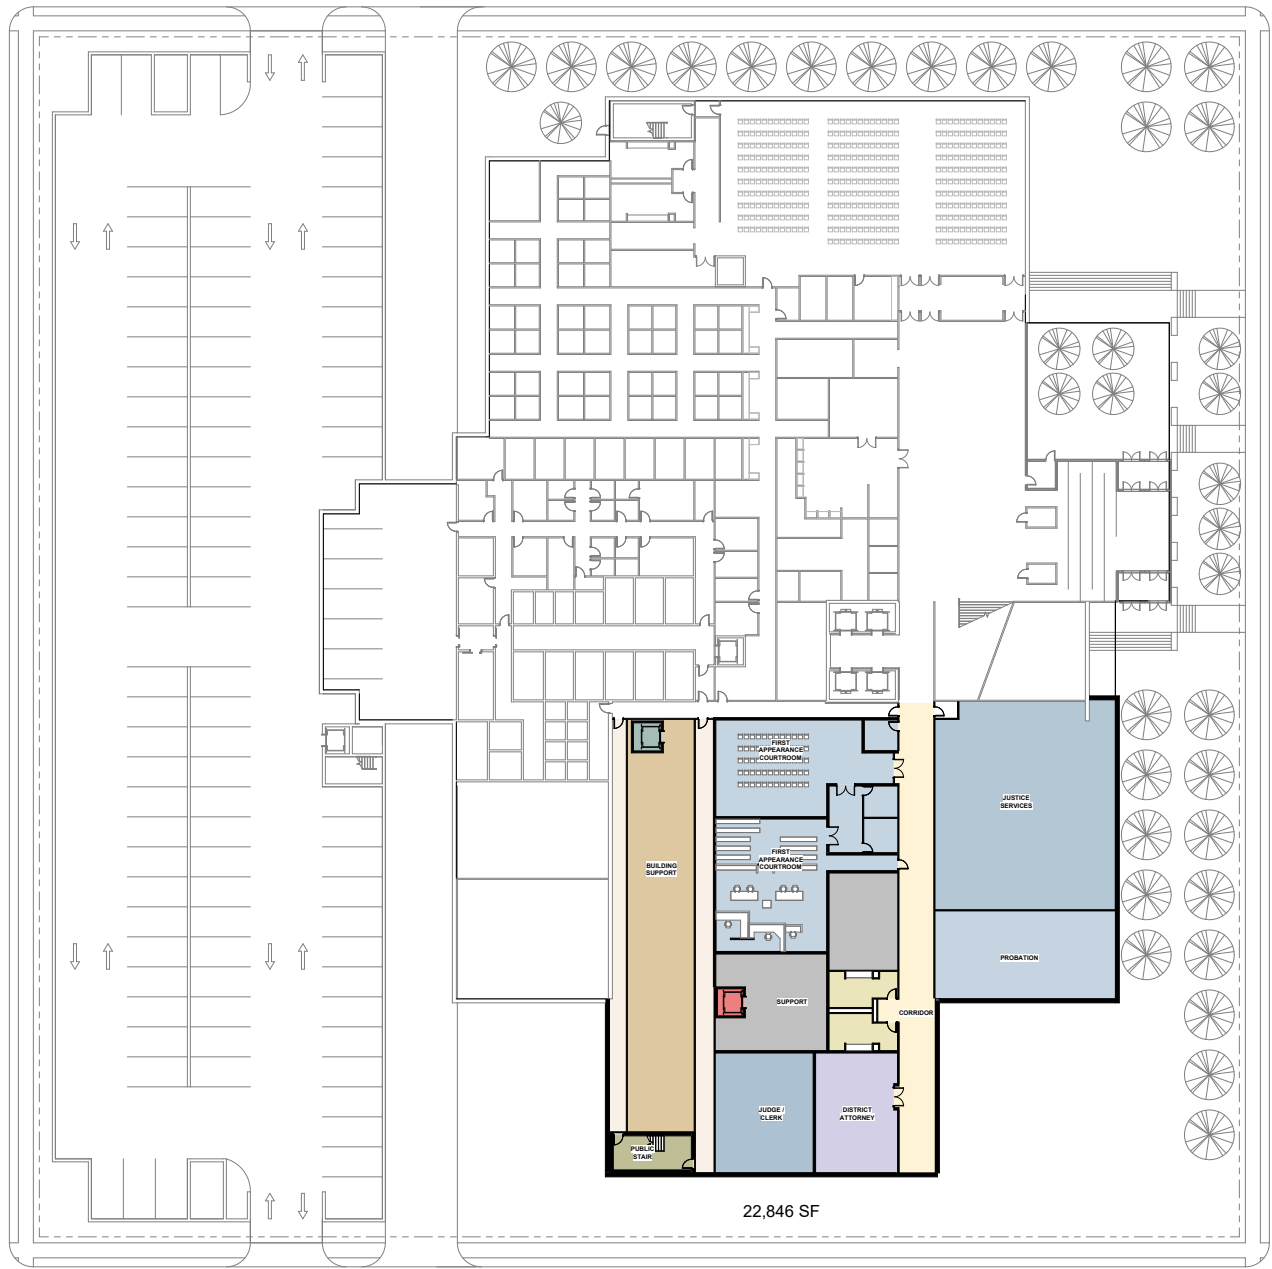 FIRST
APPEARANCE
COURTROOM
JUSTICE
SERVICES
FIRST
APPEARANCE
COURTROOM
BUILDING
SUPPORT
PROBATION
SUPPORT
CORRIDOR
JUDGE /
CLERK
DISTRICT
ATTORNEY
PUBLIC
STAIR
22,846 SF